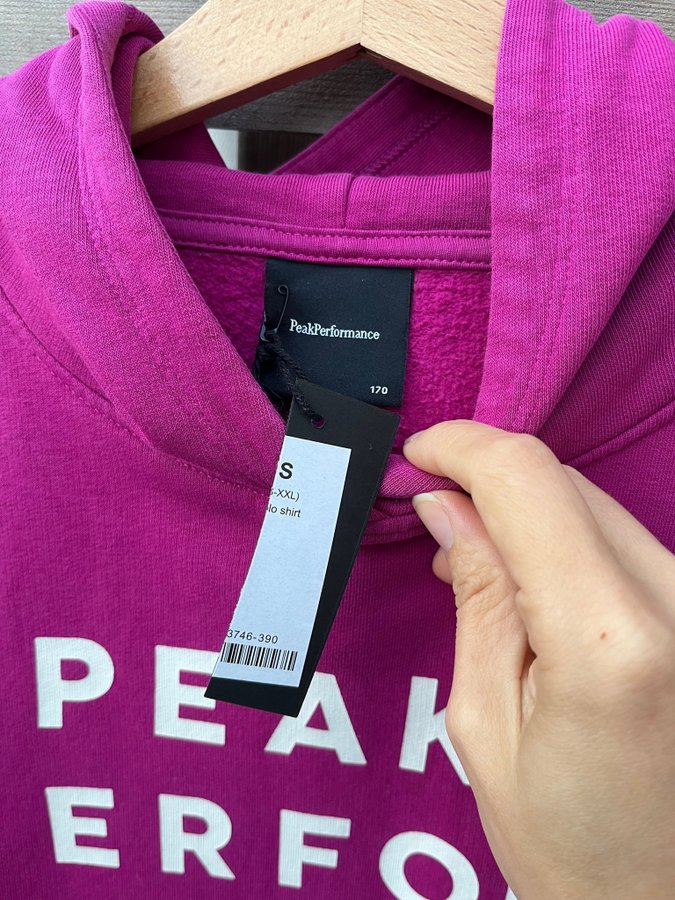 PeakPerformance
170
S
-XXL)
lo shirt
3746-390
PEAK
ERFO